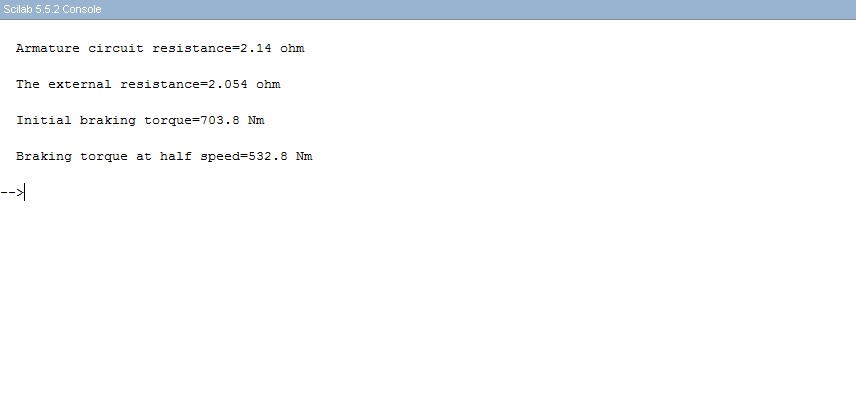 Scilab 5.5.2 Console
Armature circuit resistance=2.14 ohm
The external resistance=2.054 ohm
Initial braking torque=703.8 Nm
Braking torque at half speed=532.8 Nm
-->